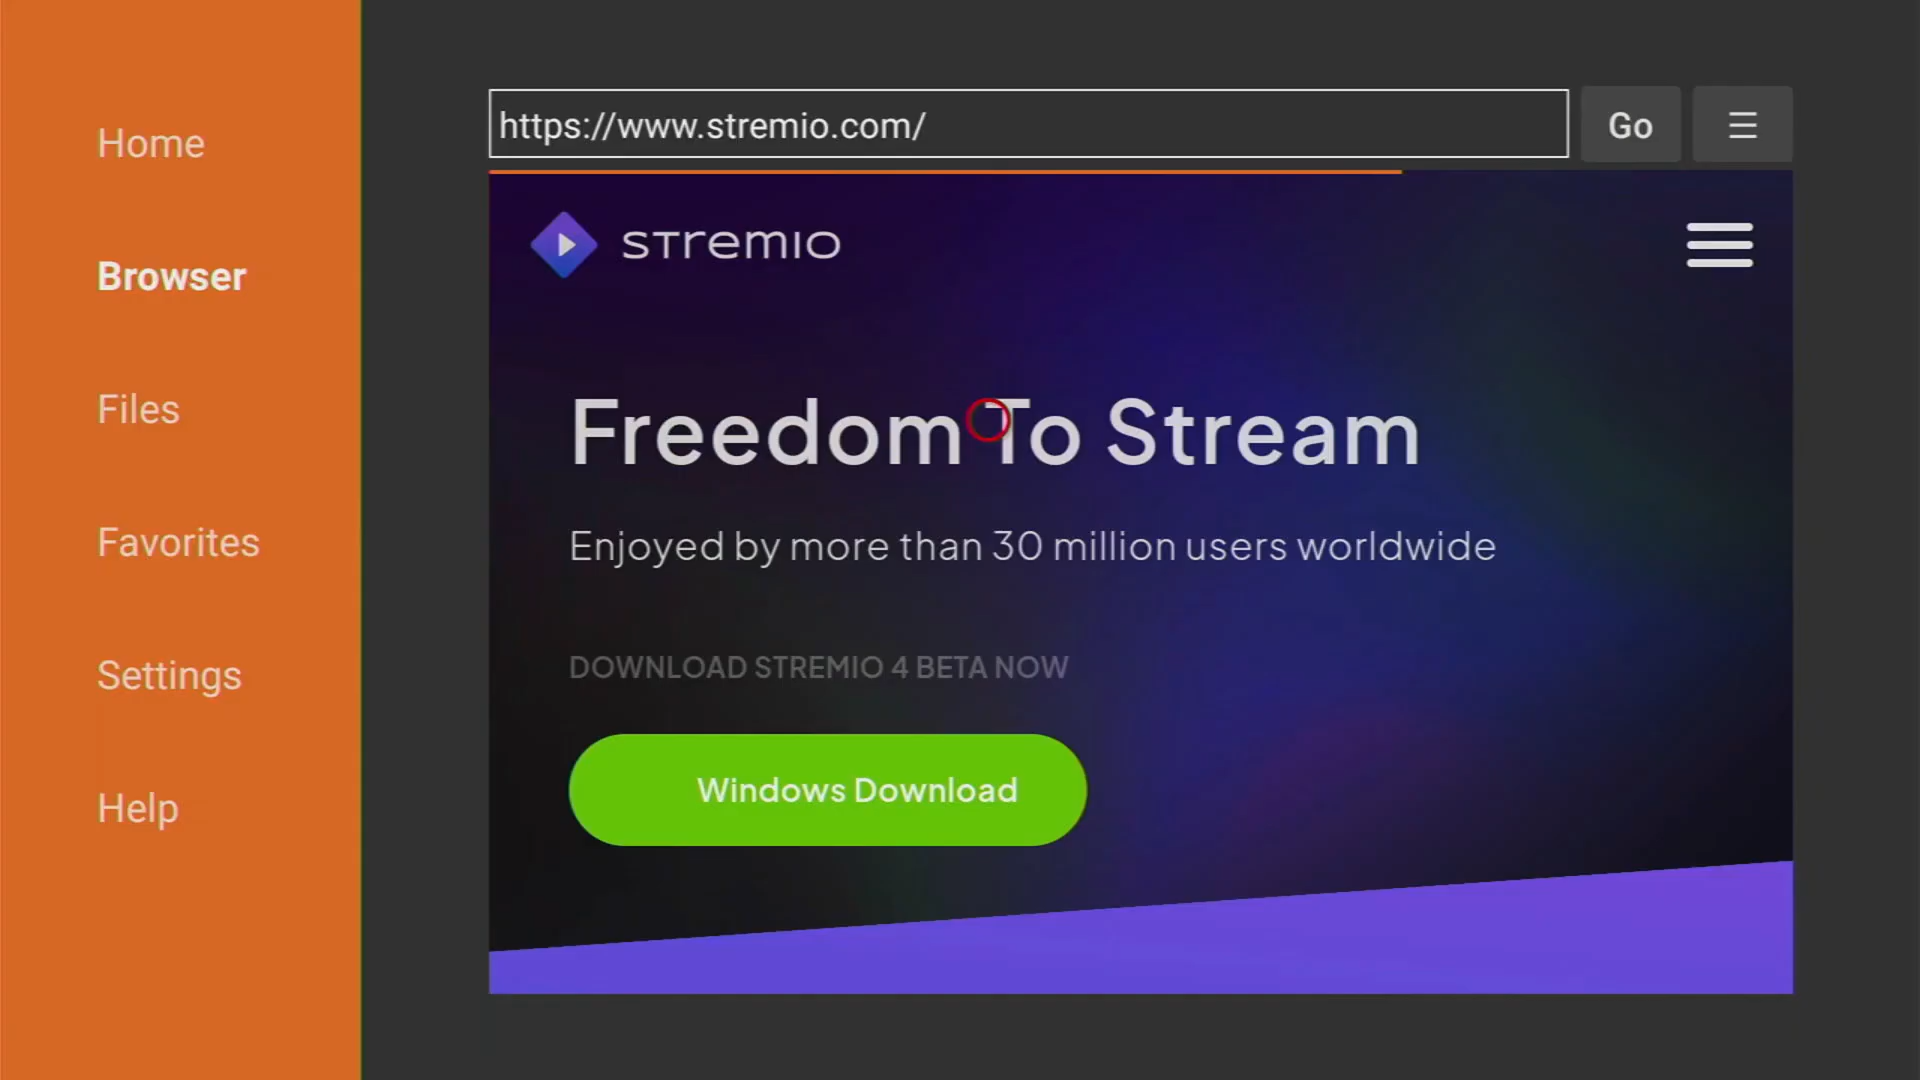 Home
Browser
Files
Favorites
Settings
Help
https://www.stremio.com/
Go
stremio
Freedom To Stream
Enjoyed by more than 30 million users worldwide
DOWNLOAD STREMIO 4 BETA NOW
Windows Download